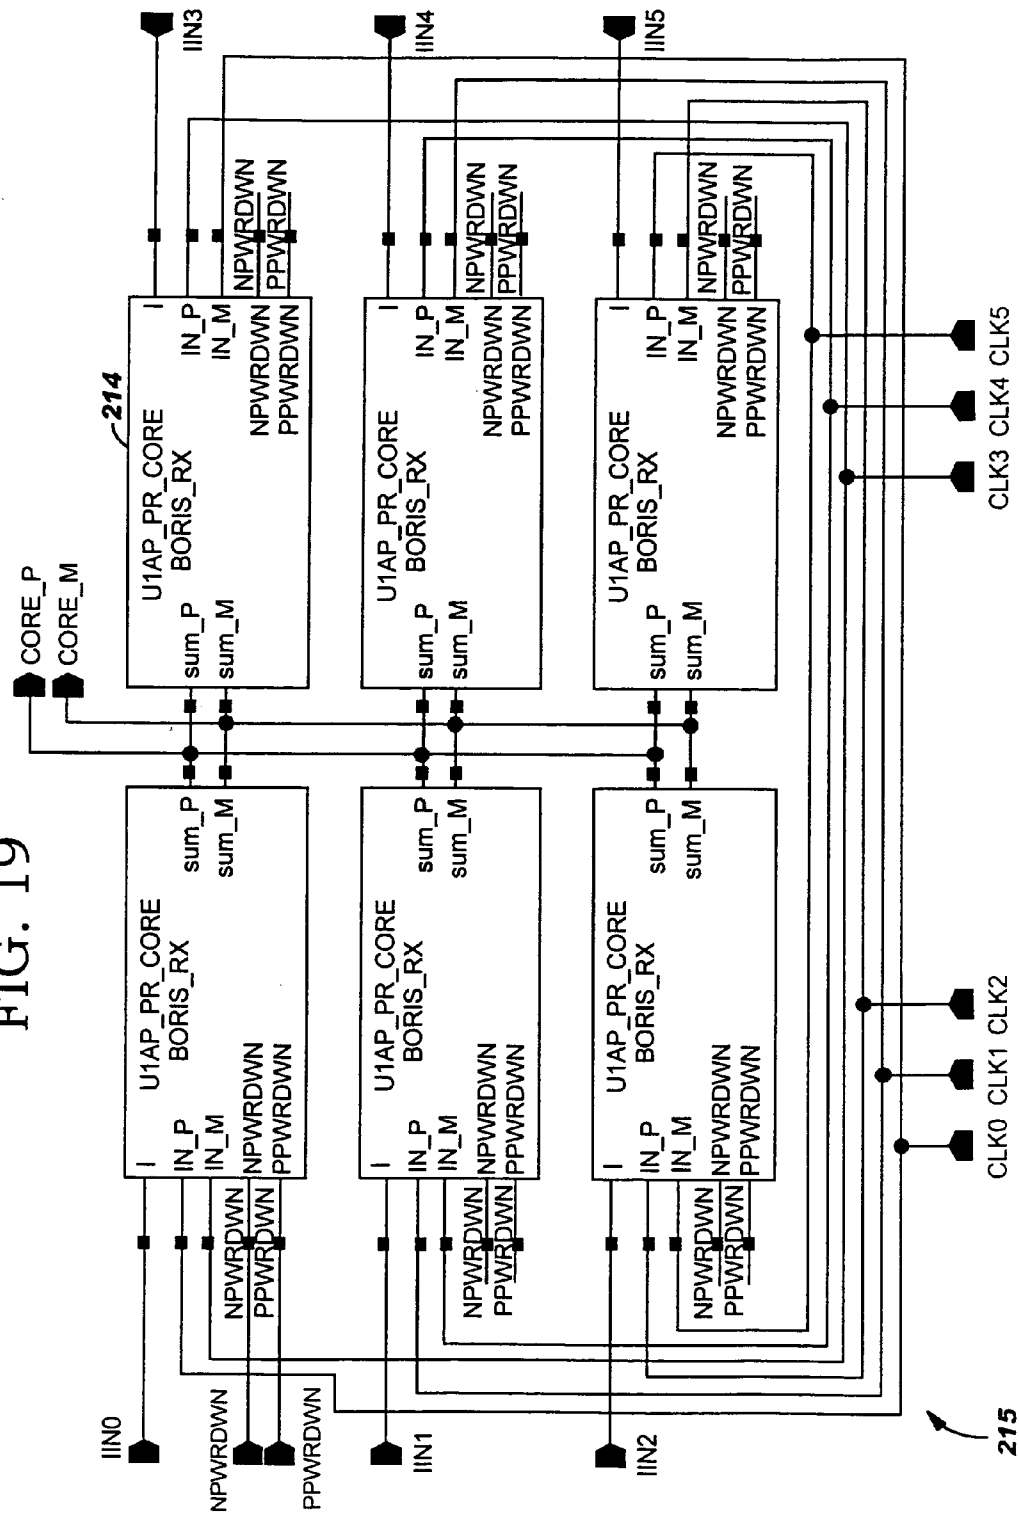 FIG. 19
CORE_P
CORE_M
IIN0
NPWRDWN
PPWRDWN
I
IN_P
IN_M
NPWRDWN
PPWRDWN
NPWRDWN
PPWRDWN
U1AP_PR_CORE
BORIS_RX
sum_P
sum_M
sum_P
sum_M
U1AP_PR_CORE
BORIS_RX
214
I
IN_P
IN_M
NPWRDWN
PPWRDWN
NPWRDWN
PPWRDWN
IIN3
IIN1
I
IN_P
IN_M
NPWRDWN
PPWRDWN
NPWRDWN
PPWRDWN
U1AP_PR_CORE
BORIS_RX
sum_P
sum_M
sum_P
sum_M
U1AP_PR_CORE
BORIS_RX
I
IN_P
IN_M
NPWRDWN
PPWRDWN
NPWRDWN
PPWRDWN
IIN4
IIN2
I
IN_P
IN_M
NPWRDWN
PPWRDWN
NPWRDWN
PPWRDWN
U1AP_PR_CORE
BORIS_RX
sum_P
sum_M
sum_P
sum_M
U1AP_PR_CORE
BORIS_RX
I
IN_P
IN_M
NPWRDWN
PPWRDWN
NPWRDWN
PPWRDWN
IIN5
CLK0 CLK1 CLK2
CLK3 CLK4 CLK5
215